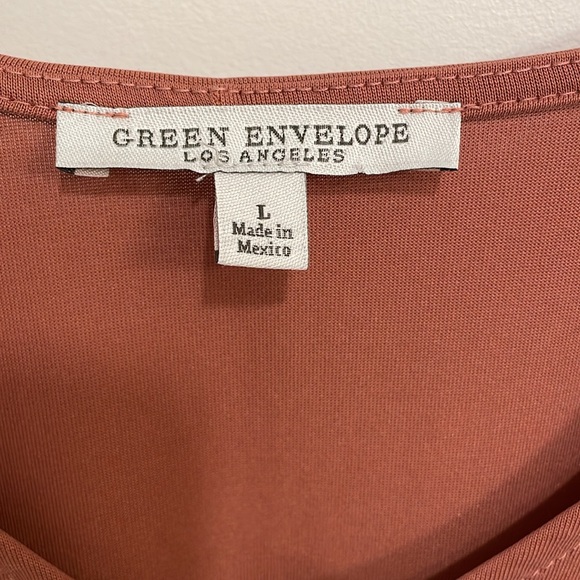 GREEN ENVELOPE
LOS ANGELES
L
Made in
Mexico